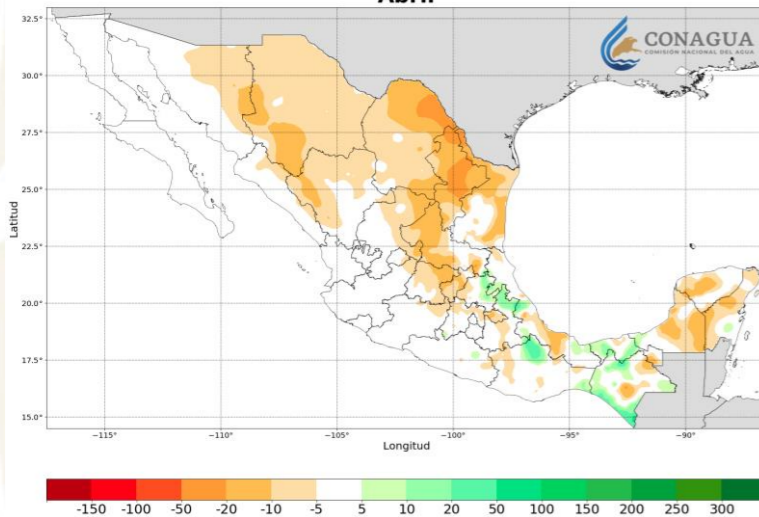 Abril
CONAGUA
COMISIÓN NACIONAL DEL AGUA
32.5°
30.0°
27.5°
25.0°
22.5°
20.0°
17.5°
15.0°
Latitud
−115° −110° −105° −100° −95° −90°
Longitud
-150 -100 -50 -20 -10 -5 5 10 20 50 100 150 200 250 300